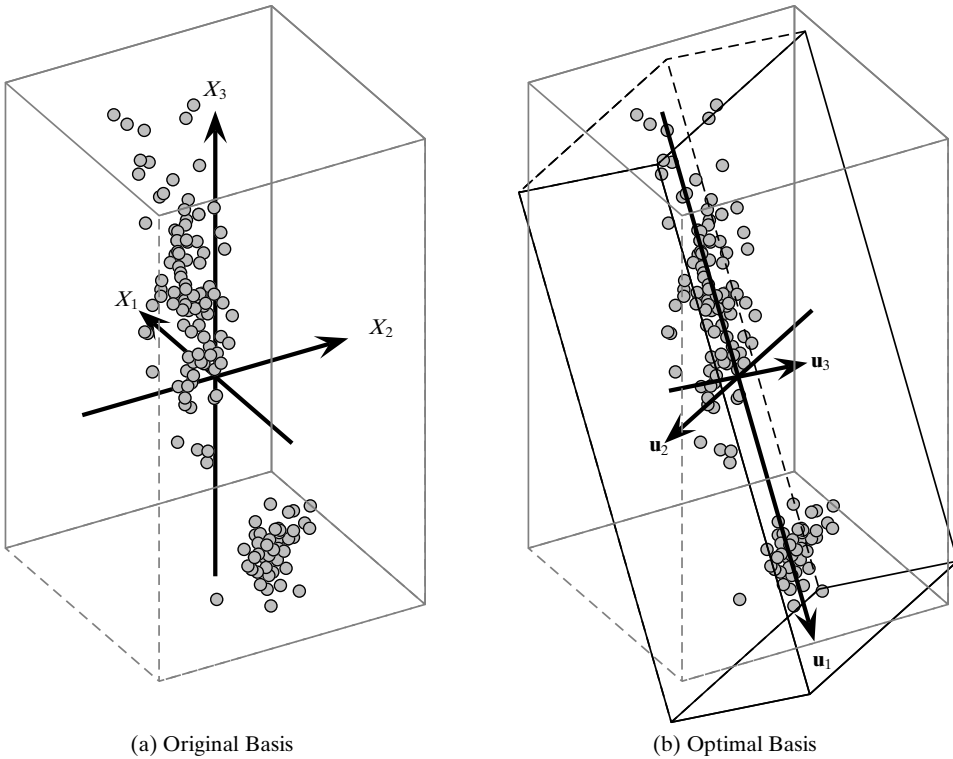 X₃
X₁
X₂
u₃
u₂
u₁
(a) Original Basis
(b) Optimal Basis